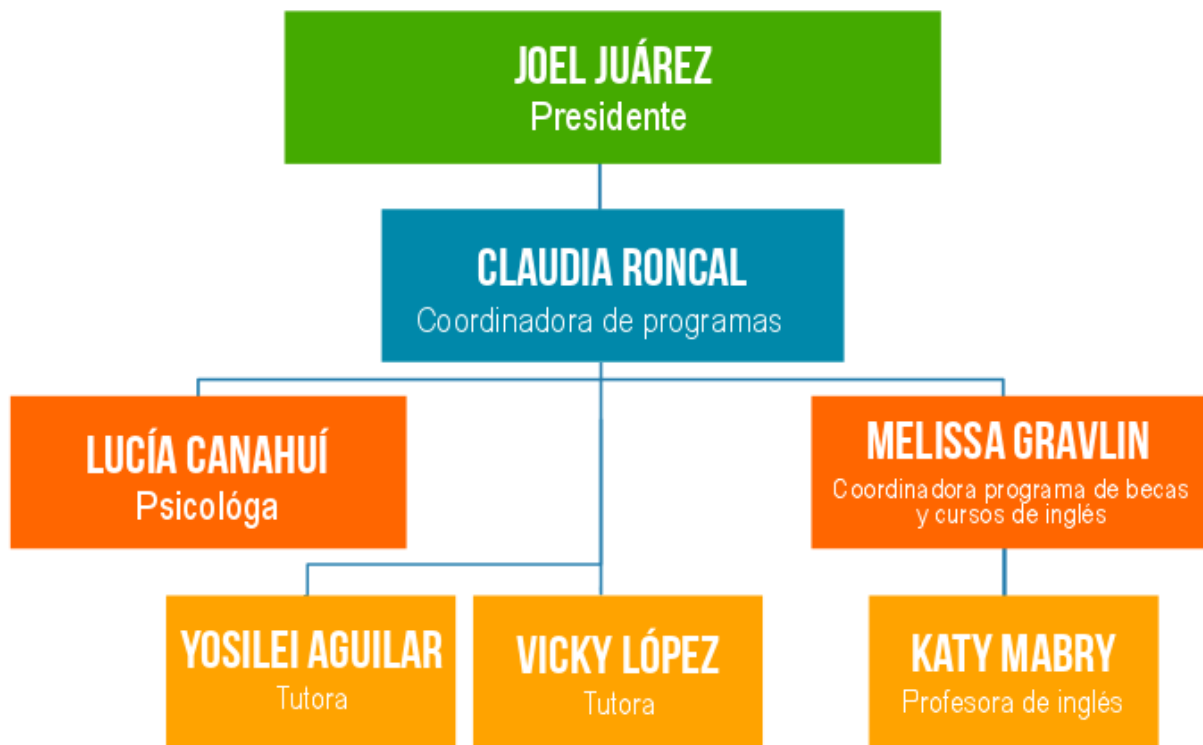 JOEL JUÁREZ
Presidente
CLAUDIA RONCAL
Coordinadora de programas
LUCÍA CANAHUÍ
Psicológa
MELISSA GRAVLIN
Coordinadora programa de becas
y cursos de inglés
YOSILEI AGUILAR
Tutora
VICKY LÓPEZ
Tutora
KATY MABRY
Profesora de inglés